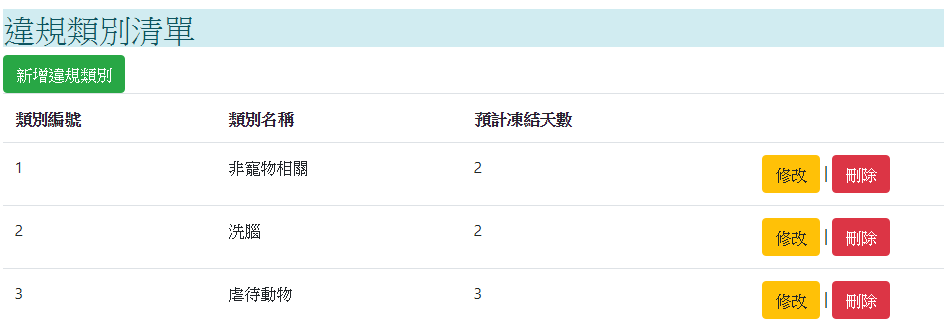 違規類別清單
新增違規類別
類別編號 類別名稱 預計凍結天數
1 非寵物相關 2 修改 | 刪除
2 洗腦 2 修改 | 刪除
3 虐待動物 3 修改 | 刪除